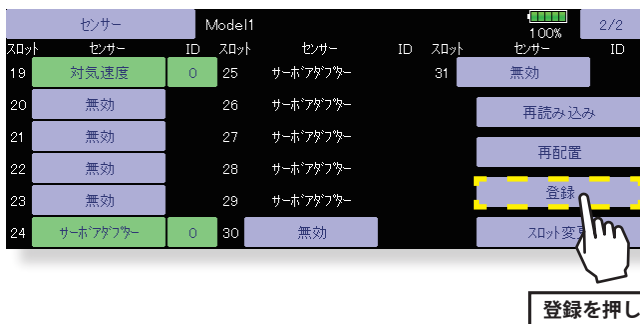 センサー Model1 100% 2/2
スロット センサー ID スロット センサー ID スロット センサー ID
19 対気速度 0 25 サーボアダプター 31 無効
20 無効 26 サーボアダプター 再読み込み
21 無効 27 サーボアダプター 再配置
22 無効 28 サーボアダプター 登録
23 無効 29 サーボアダプター
24 サーボアダプター 0 30 無効 スロット変
登録を押し